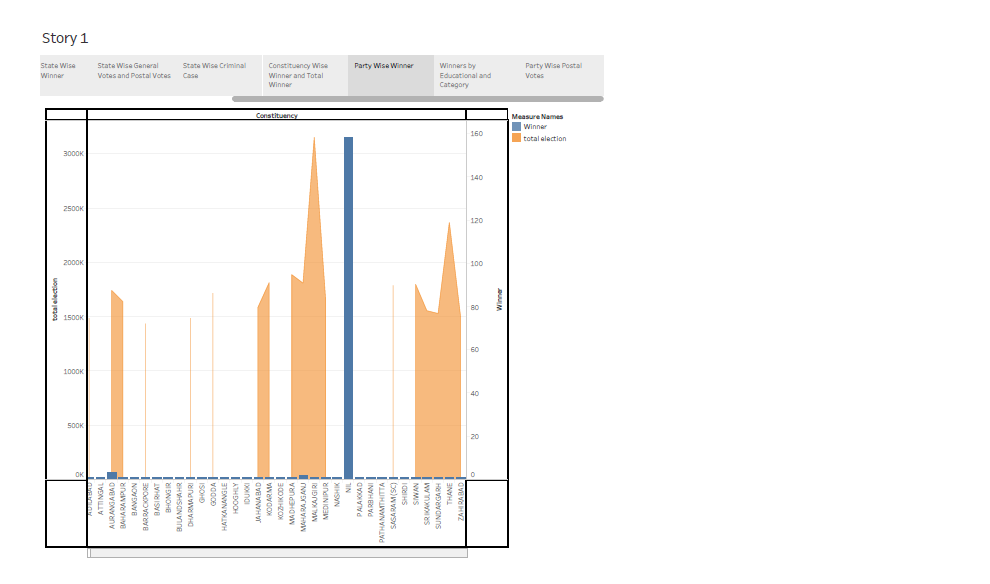 Story 1
State Wise
Winner
State Wise General
Votes and Postal Votes
State Wise Criminal
Case
Constituency Wise
Winner and Total
Winner
Party Wise Winner
Winners by
Educational and
Category
Party Wise Postal
Votes
Constituency
Measure Names
Winner
total election
3000K
2500K
2000K
1500K
1000K
500K
0K
total election
160
140
120
100
80
60
40
20
0
Winner
ATTINGAL
AURANGABAD
BAHARAMPUR
BANGAON
BARRACKPORE
BASIRHAT
BHONGIR
BULANDSHAHR
DHARMAPURI
GHOSI
GODDA
HATKANANGLE
HOOGHLY
IDUKKI
JAHANABAD
KODARMA
KOZHIKODE
MADHEPURA
MAHARAJGANJ
MALKAJGIRI
MEDINIPUR
NASHIK
NIL
PALAKKAD
PARBHANI
PATHANAMTHITTA
SASARAM (SC)
SHIRDI
SIWAN
SRIKAKULAM
SUNDARGARH
THANE
ZAHIRABAD